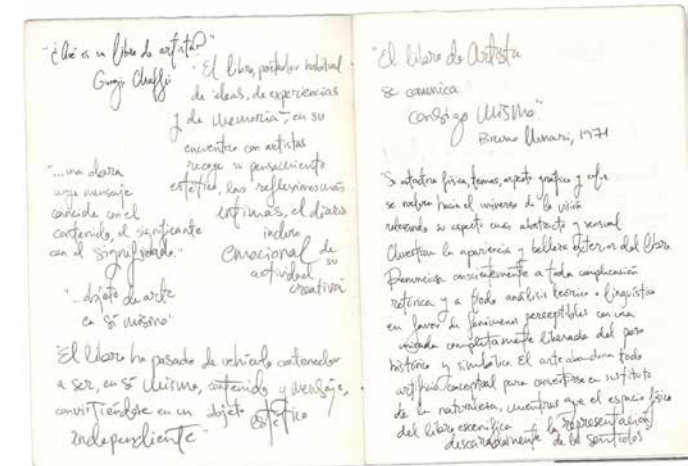 "¿Qué es un libro de artista?"
Giorgio Maffei
"El libro, portador habitual
de ideas, de experiencias
y de memoria", en su
encuentro con artistas
recoge su pensamiento
estético, las reflexiones más
íntimas, el diario
incluso
emocional de
su
actividad
creativa
"...una obra
cuyo mensaje
coincide con el
contenido, el significante
con el significado."
"...objeto de arte
en sí mismo"
"El libro ha pasado de vehículo contenedor
a ser, en sí mismo, contenido y mensaje,
convirtiéndose en un objeto
estético
independiente"
"El libro de Artista
se comunica
consigo mismo"
Bruno Munari, 1971
"Su estructura física, temas, aspecto gráfico y
se vuelven hacia el universo de la visión
su aspecto más abstracto y sensual
Muestran la apariencia y belleza exterior del libro
Renuncian conscientemente a toda complicación
retórica y a todo análisis teórico - lingüístico
en favor de fenómenos perceptibles con una
mirada completamente liberada del peso
histórico y simbólico. El arte abandona todo
artificio conceptual para convertirse en sustituto
de la naturaleza, mientras que el espacio físico
del libro escenifica la representación
descaradamente de los sentidos"